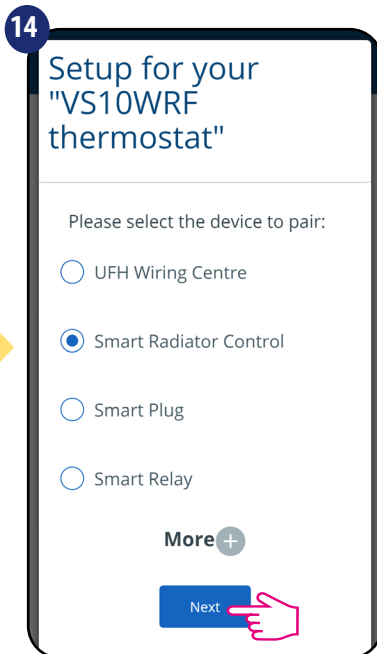 14
Setup for your
"VS10WRF
thermostat"
Please select the device to pair:
UFH Wiring Centre
Smart Radiator Control
Smart Plug
Smart Relay
More +
Next